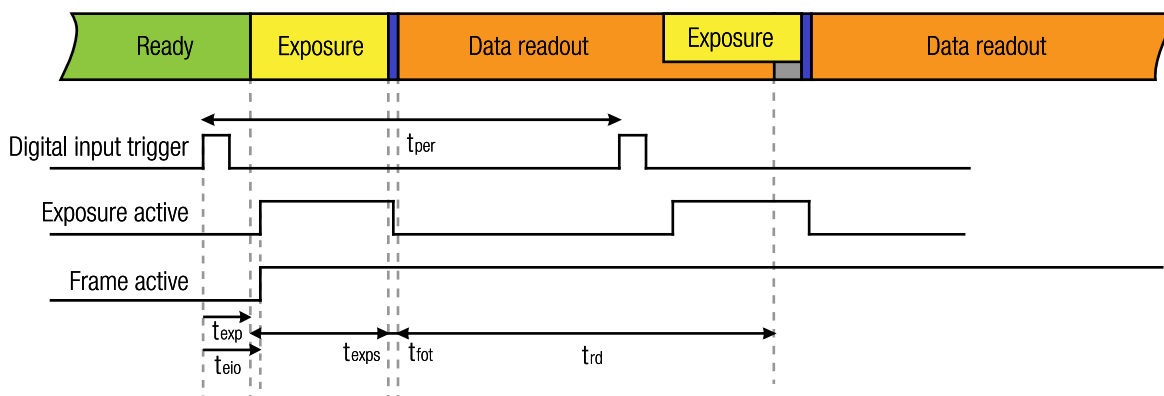 Ready Exposure Data readout Exposure Data readout
Digital input trigger
tper
Exposure active
Frame active
texp
texps tfot trd
teio